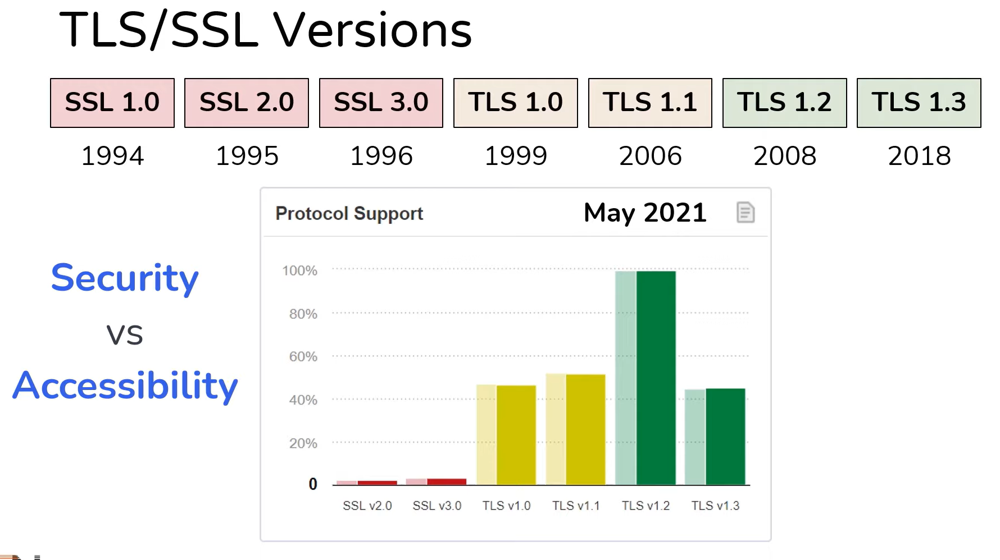 TLS/SSL Versions
SSL 1.0 SSL 2.0 SSL 3.0 TLS 1.0 TLS 1.1 TLS 1.2 TLS 1.3
1994 1995 1996 1999 2006 2008 2018
Protocol Support May 2021
Security
vs
Accessibility
100%
80%
60%
40%
20%
0
SSL v2.0 SSL v3.0 TLS v1.0 TLS v1.1 TLS v1.2 TLS v1.3